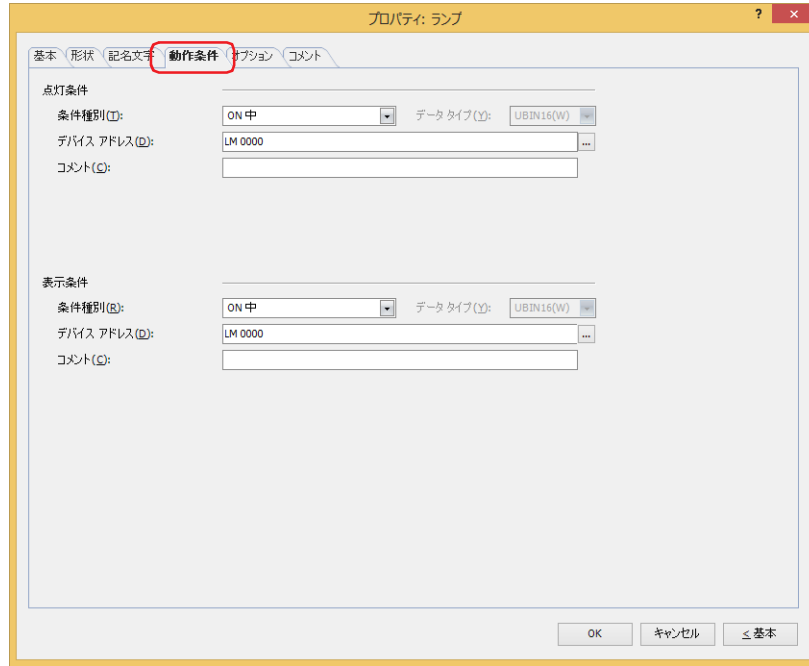 プロパティ: ランプ ? ×
基本 形状 記名文字 動作条件 オプション コメント
点灯条件
条件種別(T): ON 中 データ タイプ(Y): UBIN16(W)
デバイス アドレス(D): LM 0000 ...
コメント(C):
表示条件
条件種別(R): ON 中 データ タイプ(Y): UBIN16(W)
デバイス アドレス(D): LM 0000 ...
コメント(C):
OK キャンセル < 基本